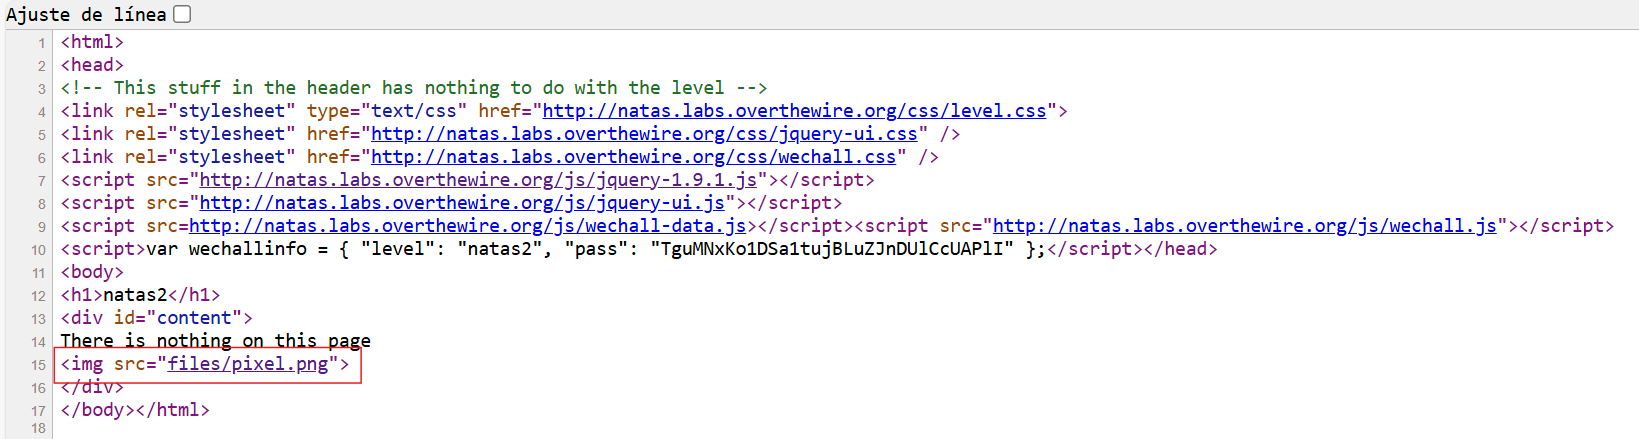 Ajuste de línea
1 <html>
2 <head>
3 <!-- This stuff in the header has nothing to do with the level -->
4 <link rel="stylesheet" type="text/css" href="http://natas.labs.overthewire.org/css/level.css">
5 <link rel="stylesheet" href="http://natas.labs.overthewire.org/css/jquery-ui.css" />
6 <link rel="stylesheet" href="http://natas.labs.overthewire.org/css/wechall.css" />
7 <script src="http://natas.labs.overthewire.org/js/jquery-1.9.1.js"></script>
8 <script src="http://natas.labs.overthewire.org/js/jquery-ui.js"></script>
9 <script src=http://natas.labs.overthewire.org/js/wechall-data.js></script><script src="http://natas.labs.overthewire.org/js/wechall.js"></script>
10 <script>var wechallinfo = { "level": "natas2", "pass": "TguMNxKo1DSa1tujBLuZJnDUlCcUAPlI" };</script></head>
11 <body>
12 <h1>natas2</h1>
13 <div id="content">
14 There is nothing on this page
15 <img src="files/pixel.png">
16 </div>
17 </body></html>
18